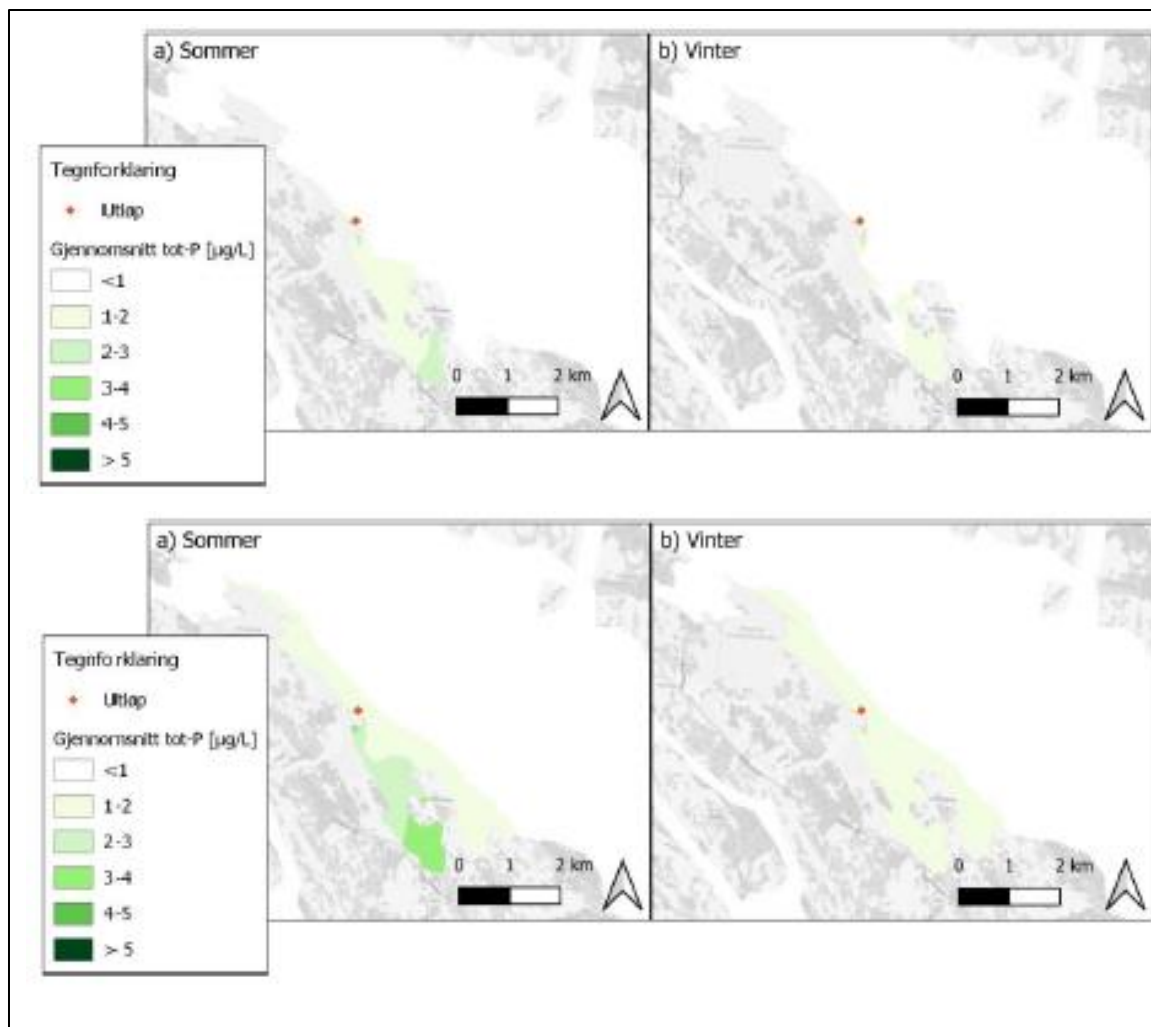 a) Sommer
b) Vinter
Tegnforklaring
Utløp
Gjennomsnitt tot-P [µg/L]
<1
1-2
2-3
3-4
4-5
> 5
0 1 2 km
0 1 2 km
a) Sommer
b) Vinter
Tegnforklaring
Utløp
Gjennomsnitt tot-P [µg/L]
<1
1-2
2-3
3-4
4-5
> 5
0 1 2 km
0 1 2 km